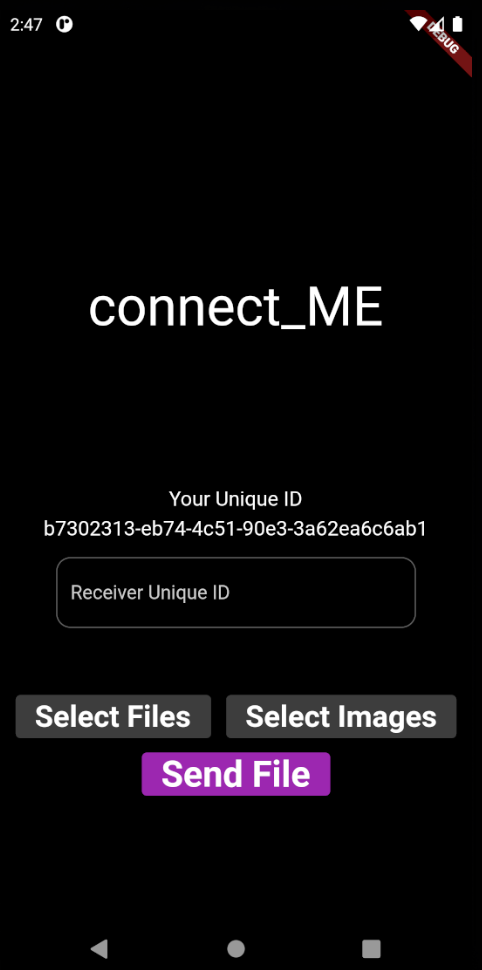 2:47
DEBUG
connect_ME
Your Unique ID
b7302313-eb74-4c51-90e3-3a62ea6c6ab1
Receiver Unique ID
Select Files Select Images
Send File